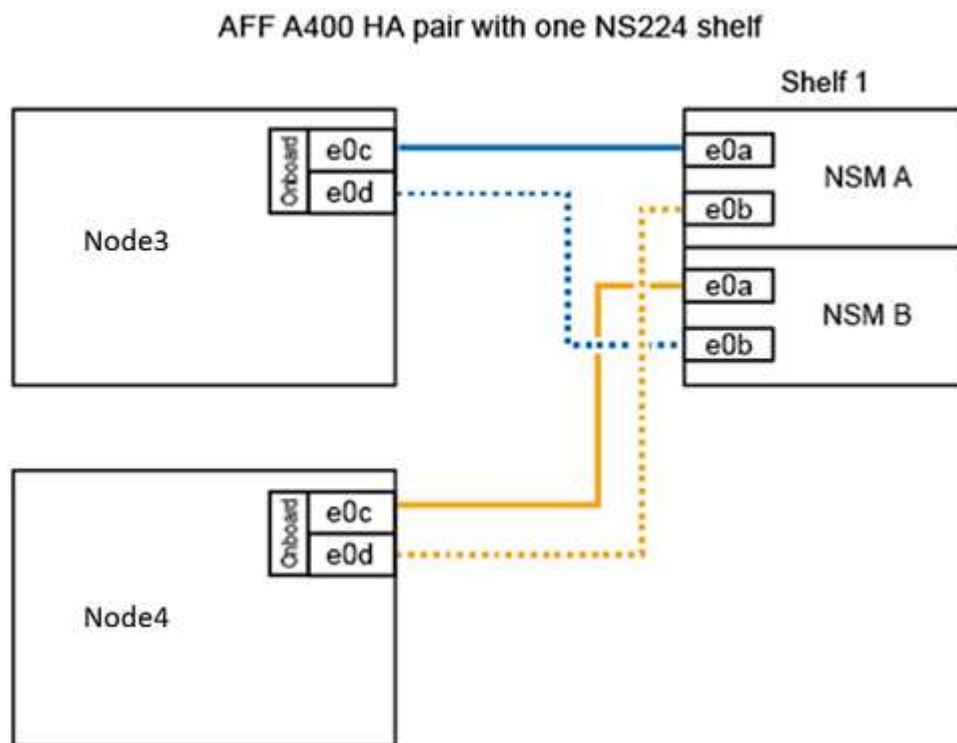 AFF A400 HA pair with one NS224 shelf
Shelf 1
Onboard
e0c
e0d
Node3
e0a
e0b
NSM A
e0a
e0b
NSM B
Onboard
e0c
e0d
Node4